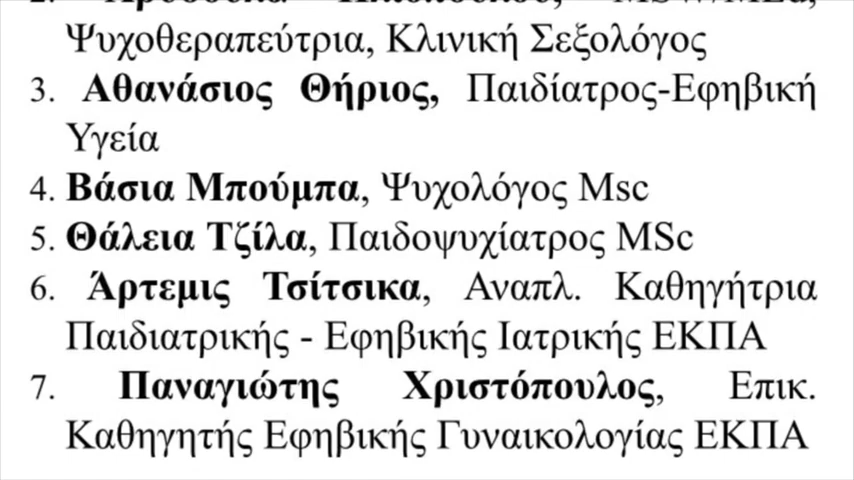 Ψυχοθεραπεύτρια, Κλινική Σεξολόγος
3. Αθανάσιος Θήριος, Παιδίατρος-Εφηβική
Υγεία
4. Βάσια Μπούμπα, Ψυχολόγος Msc
5. Θάλεια Τζίλα, Παιδοψυχίατρος MSc
6. Άρτεμις Τσίτσικα, Αναπλ. Καθηγήτρια
Παιδιατρικής - Εφηβικής Ιατρικής ΕΚΠΑ
7. Παναγιώτης Χριστόπουλος, Επικ.
Καθηγητής Εφηβικής Γυναικολογίας ΕΚΠΑ